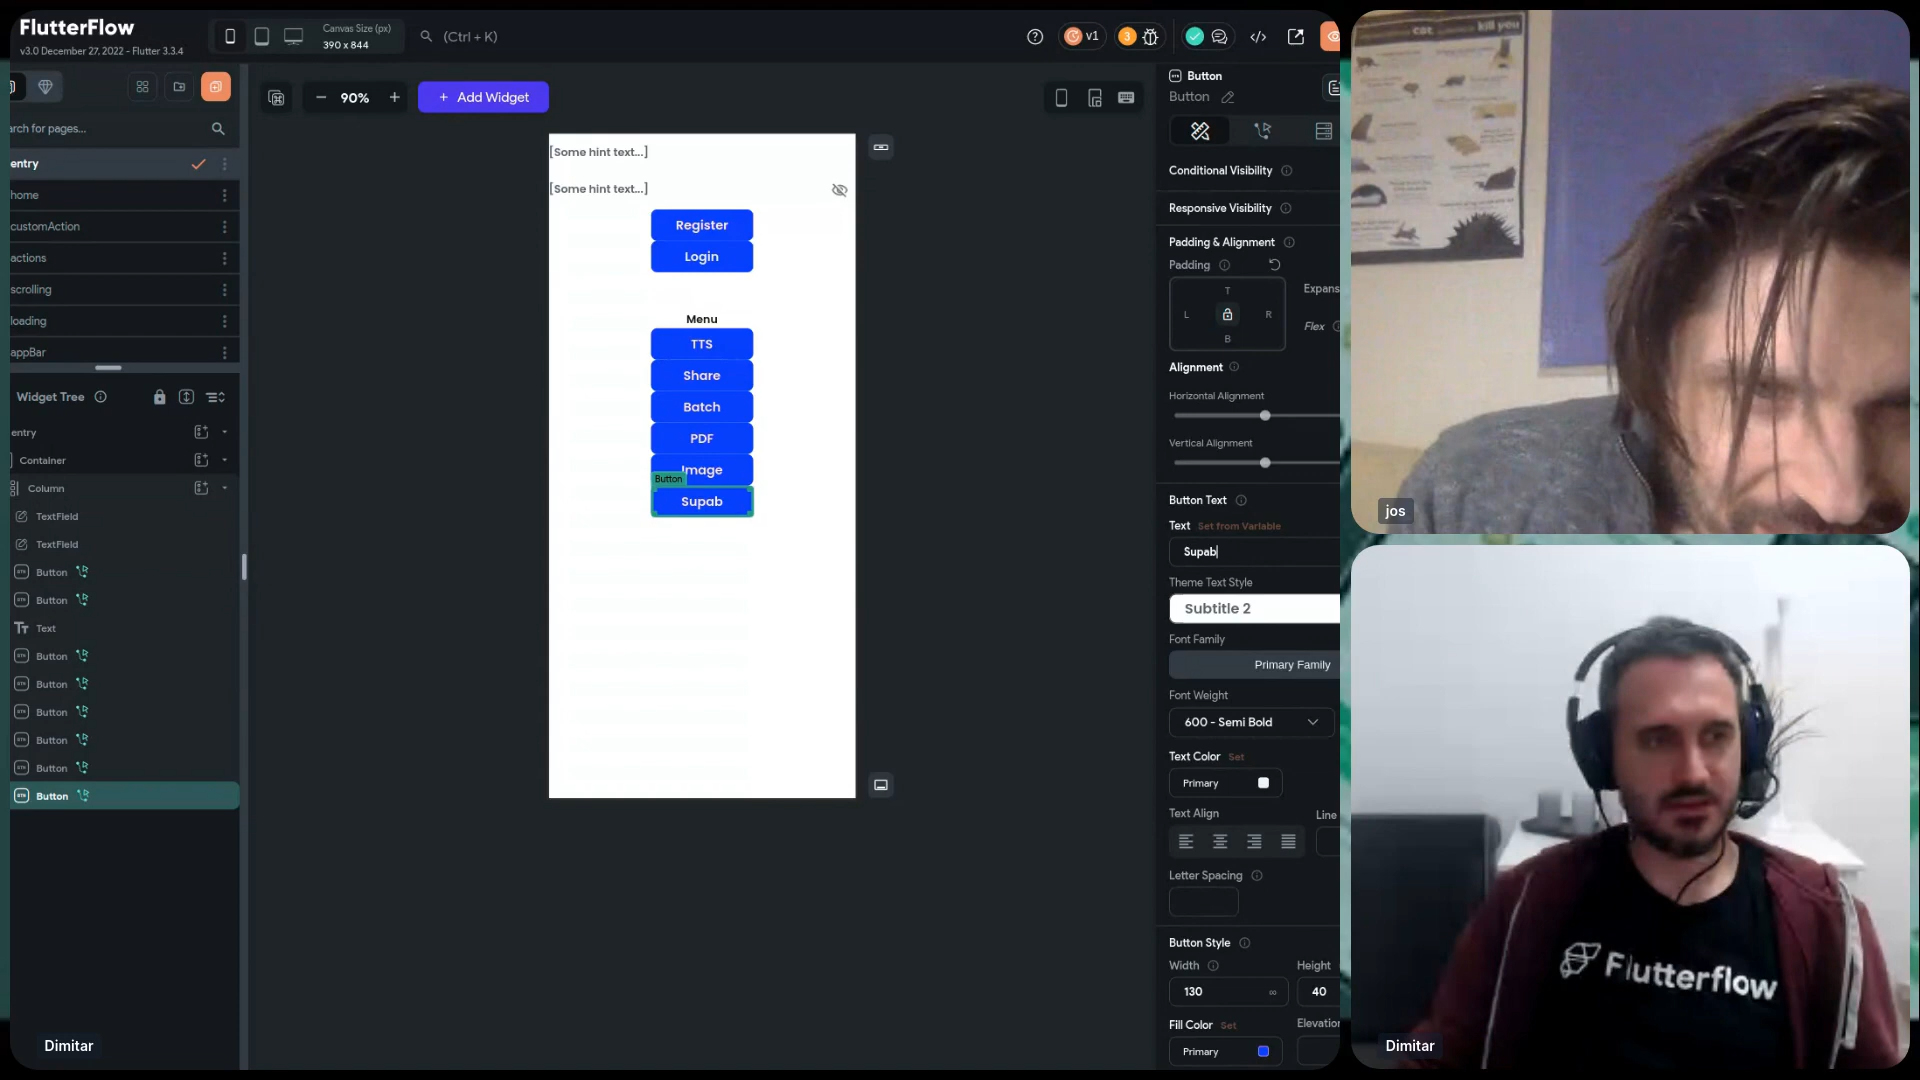 FlutterFlow
v3.0 December 27, 2022 - Flutter 3.3.4
Canvas Size (px)
390 x 844
(Ctrl + K)
v1
3
arch for pages...
entry
home
customAction
actions
scrolling
loading
appBar
Widget Tree
entry
Container
Column
TextField
TextField
Button
Button
Text
Button
Button
Button
Button
Button
Button
Dimitar
90%
+ Add Widget
[Some hint text...]
[Some hint text...]
Register
Login
Menu
TTS
Share
Batch
PDF
Image
Button
Supab
Button
Button
Conditional Visibility
Responsive Visibility
Padding & Alignment
Padding
Expans
T
L
R
B
Flex
Alignment
Horizontal Alignment
Vertical Alignment
Button Text
Text Set from Variable
Supab
Theme Text Style
Subtitle 2
Font Family
Primary Family
Font Weight
600 - Semi Bold
Text Color Set
Primary
Text Align
Line
Letter Spacing
Button Style
Width
Height
130
∞
40
Fill Color Set
Elevation
Primary
cat
kill you
jos
Flutterflow
Dimitar